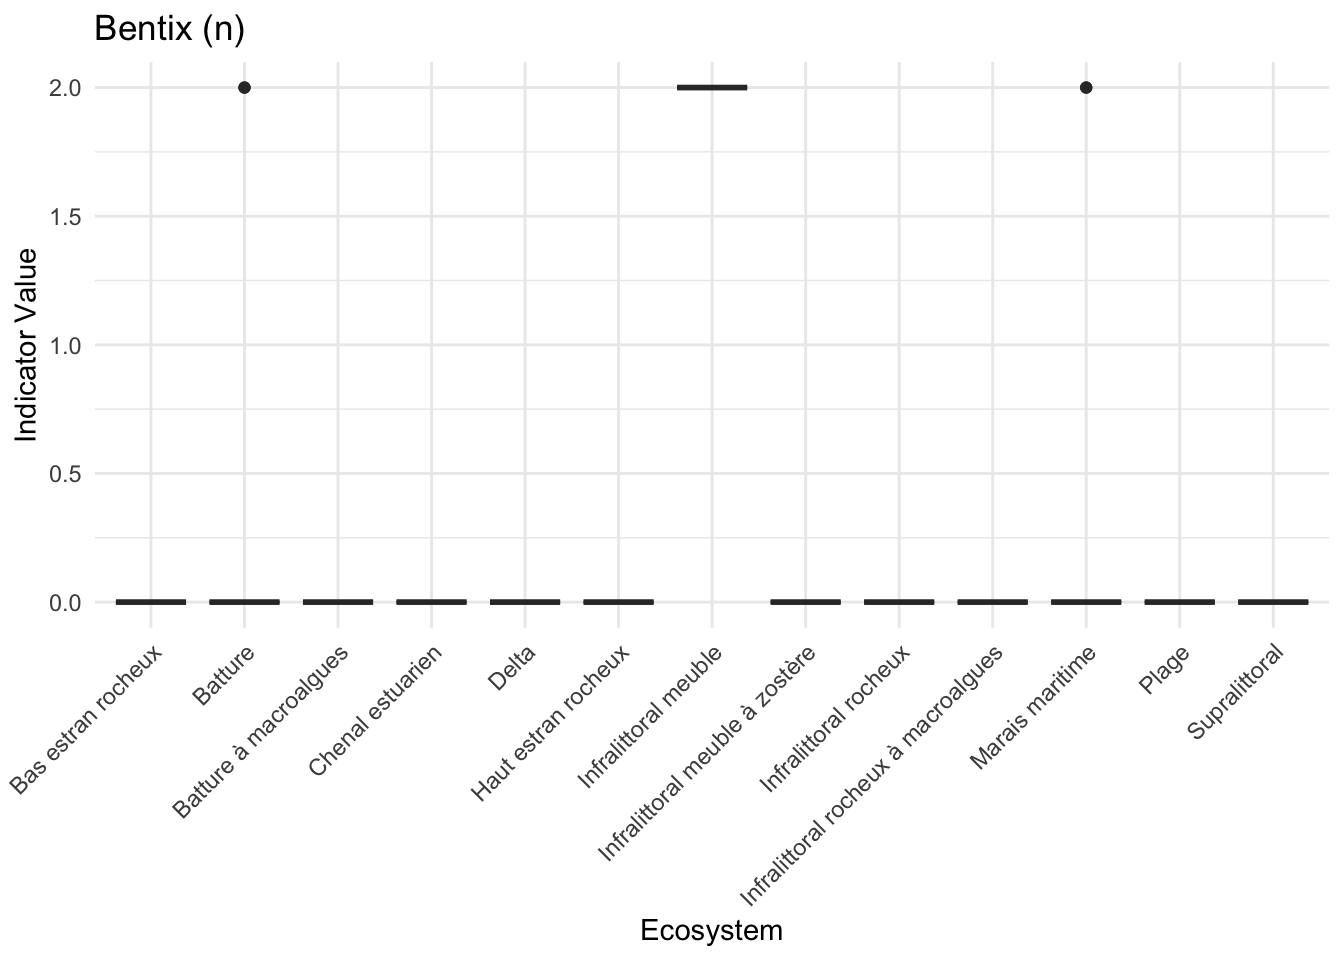 Bentix (n)
Indicator Value
2.0
1.5
1.0
0.5
0.0
Bas estran rocheux
Batture
Batture à macroalgues
Chenal estuarien
Delta
Haut estran rocheux
Infralittoral meuble
Infralittoral meuble à zostère
Infralittoral rocheux
Infralittoral rocheux à macroalgues
Marais maritime
Plage
Supralittoral
Ecosystem